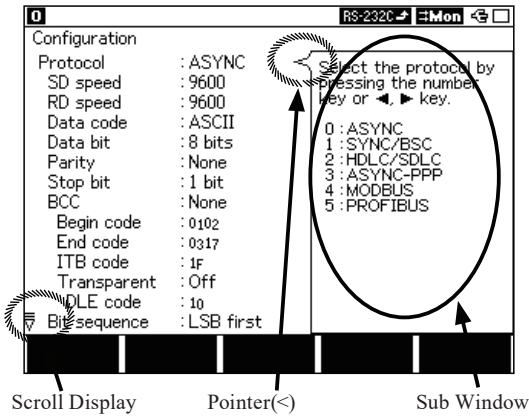 0 RS-232C Mon
Configuration
Protocol : ASYNC <
SD speed : 9600
RD speed : 9600
Data code : ASCII
Data bit : 8 bits
Parity : None
Stop bit : 1 bit
BCC : None
Begin code : 0102
End code : 0317
ITB code : 1F
Transparent : Off
DLE code : 10
Bit sequence : LSB first
Select the protocol by
pressing the number
key or ◄, ► key.
0 : ASYNC
1 : SYNC/BSC
2 : HDLC/SDLC
3 : ASYNC-PPP
4 : MODBUS
5 : PROFIBUS
Scroll Display Pointer(<) Sub Window